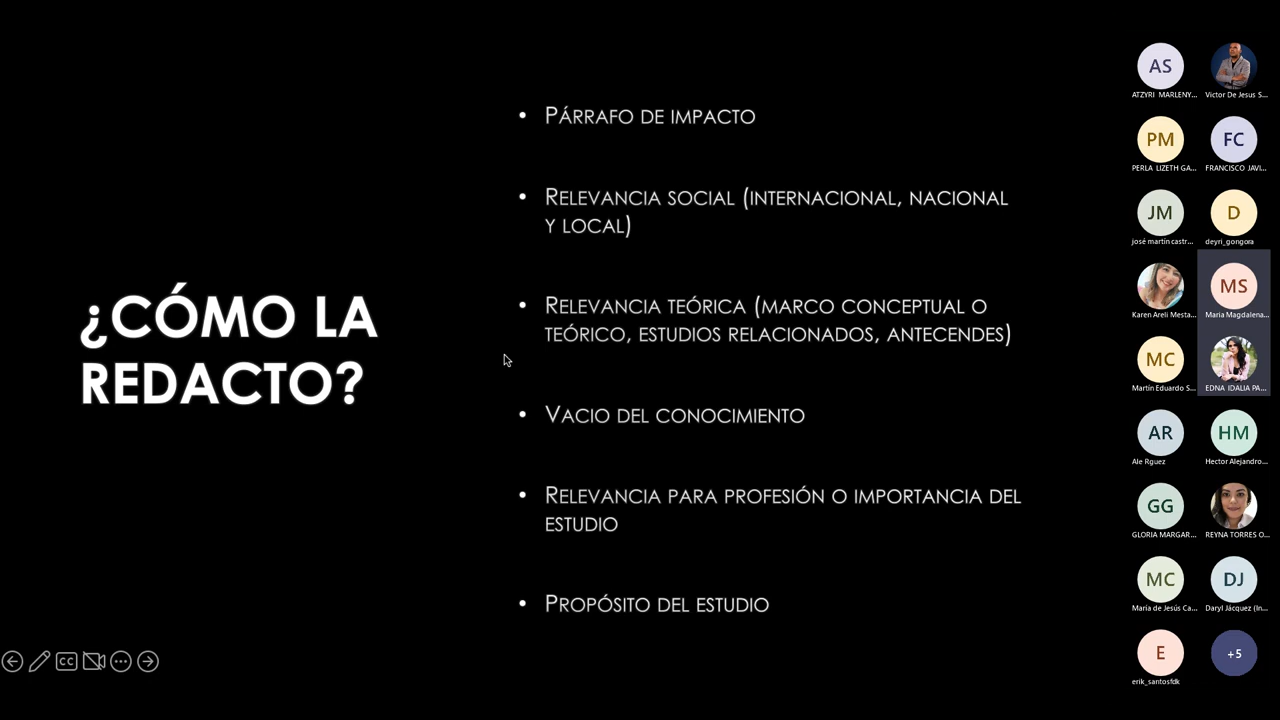 ¿CÓMO LA
REDACTO?
• PÁRRAFO DE IMPACTO
• RELEVANCIA SOCIAL (INTERNACIONAL, NACIONAL
Y LOCAL)
• RELEVANCIA TEÓRICA (MARCO CONCEPTUAL O
TEÓRICO, ESTUDIOS RELACIONADOS, ANTECENDES)
• VACIO DEL CONOCIMIENTO
• RELEVANCIA PARA PROFESIÓN O IMPORTANCIA DEL
ESTUDIO
• PROPÓSITO DEL ESTUDIO
CC
AS
ATZYRI MARLENY...
Victor De Jesus S...
PM
PERLA LIZETH GA...
FC
FRANCISCO JAVI...
JM
josé martín castr...
D
deyri_gongora
Karen Areli Mesta...
MS
Maria Magdalena...
MC
Martín Eduardo S...
EDNA IDALIA PA...
AR
Ale Rguez
HM
Hector Alejandro...
GG
GLORIA MARGAR...
REYNA TORRES O...
MC
María de Jesús Ca...
DJ
Daryl Jácquez (In...
E
erik_santosfdk
+5